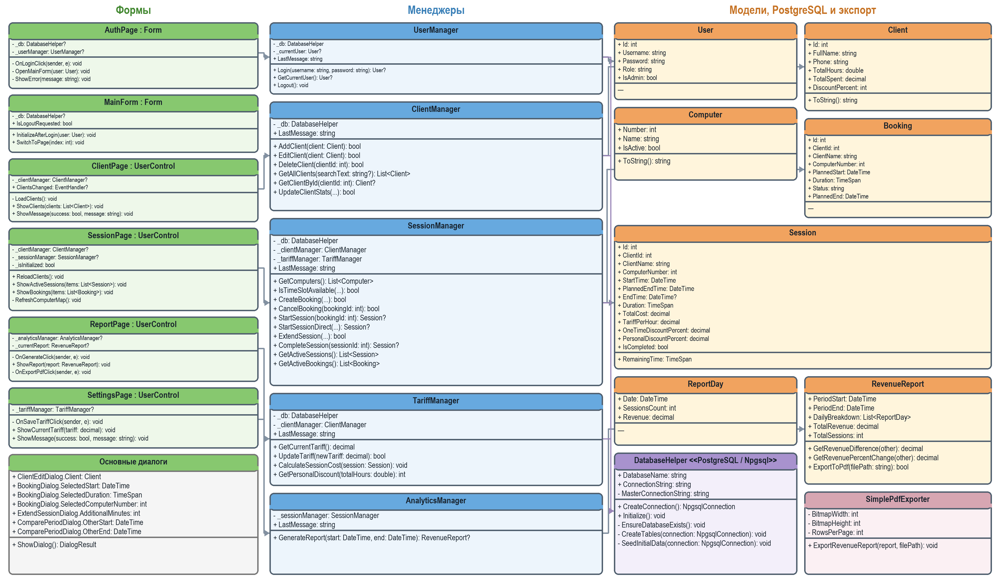 Формы
AuthPage : Form
- _db: DatabaseHelper?
- _userManager: UserManager?
- OnLoginClick(sender, e): void
- OpenMainForm(user: User): void
- ShowError(message: string): void
MainForm : Form
- _db: DatabaseHelper?
+ IsLogoutRequested: bool
+ InitializeAfterLogin(user: User): void
+ SwitchToPage(index: int): void
ClientPage : UserControl
- _clientManager: ClientManager?
+ ClientsChanged: EventHandler?
- LoadClients(): void
+ ShowClients(clients: List<Client>): void
+ ShowMessage(success: bool, message: string): void
SessionPage : UserControl
- _clientManager: ClientManager?
- _sessionManager: SessionManager?
- _isInitialized: bool
+ ReloadClients(): void
+ ShowActiveSessions(items: List<Session>): void
+ ShowBookings(items: List<Booking>): void
- RefreshComputerMap(): void
ReportPage : UserControl
- _analyticsManager: AnalyticsManager?
- _currentReport: RevenueReport?
- OnGenerateClick(sender, e): void
+ ShowReport(report: RevenueReport): void
- OnExportPdfClick(sender, e): void
SettingsPage : UserControl
- _tariffManager: TariffManager?
- OnSaveTariffClick(sender, e): void
+ ShowCurrentTariff(tariff: decimal): void
+ ShowMessage(success: bool, message: string): void
Основные диалоги
+ ClientEditDialog.Client: Client
+ BookingDialog.SelectedStart: DateTime
+ BookingDialog.SelectedDuration: TimeSpan
+ BookingDialog.SelectedComputerNumber: int
+ ExtendSessionDialog.AdditionalMinutes: int
+ ComparePeriodDialog.OtherStart: DateTime
+ ComparePeriodDialog.OtherEnd: DateTime
+ ShowDialog(): DialogResult
Менеджеры
UserManager
- _db: DatabaseHelper
- _currentUser: User?
+ LastMessage: string
+ Login(username: string, password: string): User?
+ GetCurrentUser(): User?
+ Logout(): void
ClientManager
- _db: DatabaseHelper
+ LastMessage: string
+ AddClient(client: Client): bool
+ EditClient(client: Client): bool
+ DeleteClient(clientId: int): bool
+ GetAllClients(searchText: string?): List<Client>
+ GetClientById(clientId: int): Client?
+ UpdateClientStats(...): bool
SessionManager
- _db: DatabaseHelper
- _clientManager: ClientManager
- _tariffManager: TariffManager
+ LastMessage: string
+ GetComputers(): List<Computer>
+ IsTimeSlotAvailable(...): bool
+ CreateBooking(...): bool
+ CancelBooking(bookingId: int): bool
+ StartSession(bookingId: int): Session?
+ StartSessionDirect(...): Session?
+ ExtendSession(...): bool
+ CompleteSession(sessionId: int): Session?
+ GetActiveSessions(): List<Session>
+ GetActiveBookings(): List<Booking>
TariffManager
- _db: DatabaseHelper
- _clientManager: ClientManager
+ LastMessage: string
+ GetCurrentTariff(): decimal
+ UpdateTariff(newTariff: decimal): bool
+ CalculateSessionCost(session: Session): void
+ GetPersonalDiscount(totalHours: double): int
AnalyticsManager
- _sessionManager: SessionManager
+ LastMessage: string
+ GenerateReport(start: DateTime, end: DateTime): RevenueReport?
Модели, PostgreSQL и экспорт
User
+ Id: int
+ Username: string
+ Password: string
+ Role: string
+ IsAdmin: bool
—
Client
+ Id: int
+ FullName: string
+ Phone: string
+ TotalHours: double
+ TotalSpent: decimal
+ DiscountPercent: int
+ ToString(): string
Computer
+ Number: int
+ Name: string
+ IsActive: bool
+ ToString(): string
Booking
+ Id: int
+ ClientId: int
+ ClientName: string
+ ComputerNumber: int
+ PlannedStart: DateTime
+ Duration: TimeSpan
+ Status: string
+ PlannedEnd: DateTime
—
Session
+ Id: int
+ ClientId: int
+ ClientName: string
+ ComputerNumber: int
+ StartTime: DateTime
+ PlannedEndTime: DateTime
+ EndTime: DateTime?
+ Duration: TimeSpan
+ TotalCost: decimal
+ TariffPerHour: decimal
+ OneTimeDiscountPercent: decimal
+ PersonalDiscountPercent: decimal
+ IsCompleted: bool
+ RemainingTime: TimeSpan
ReportDay
+ Date: DateTime
+ SessionsCount: int
+ Revenue: decimal
—
RevenueReport
+ PeriodStart: DateTime
+ PeriodEnd: DateTime
+ DailyBreakdown: List<ReportDay>
+ TotalRevenue: decimal
+ TotalSessions: int
+ GetRevenueDifference(other): decimal
+ GetRevenuePercentChange(other): decimal
+ ExportToPdf(filePath: string): bool
DatabaseHelper <<PostgreSQL / Npgsql>>
+ DatabaseName: string
+ ConnectionString: string
- MasterConnectionString: string
+ CreateConnection(): NpgsqlConnection
+ Initialize(): void
- EnsureDatabaseExists(): void
- CreateTables(connection: NpgsqlConnection): void
- SeedInitialData(connection: NpgsqlConnection): void
SimplePdfExporter
- BitmapWidth: int
- BitmapHeight: int
- RowsPerPage: int
+ ExportRevenueReport(report, filePath): void